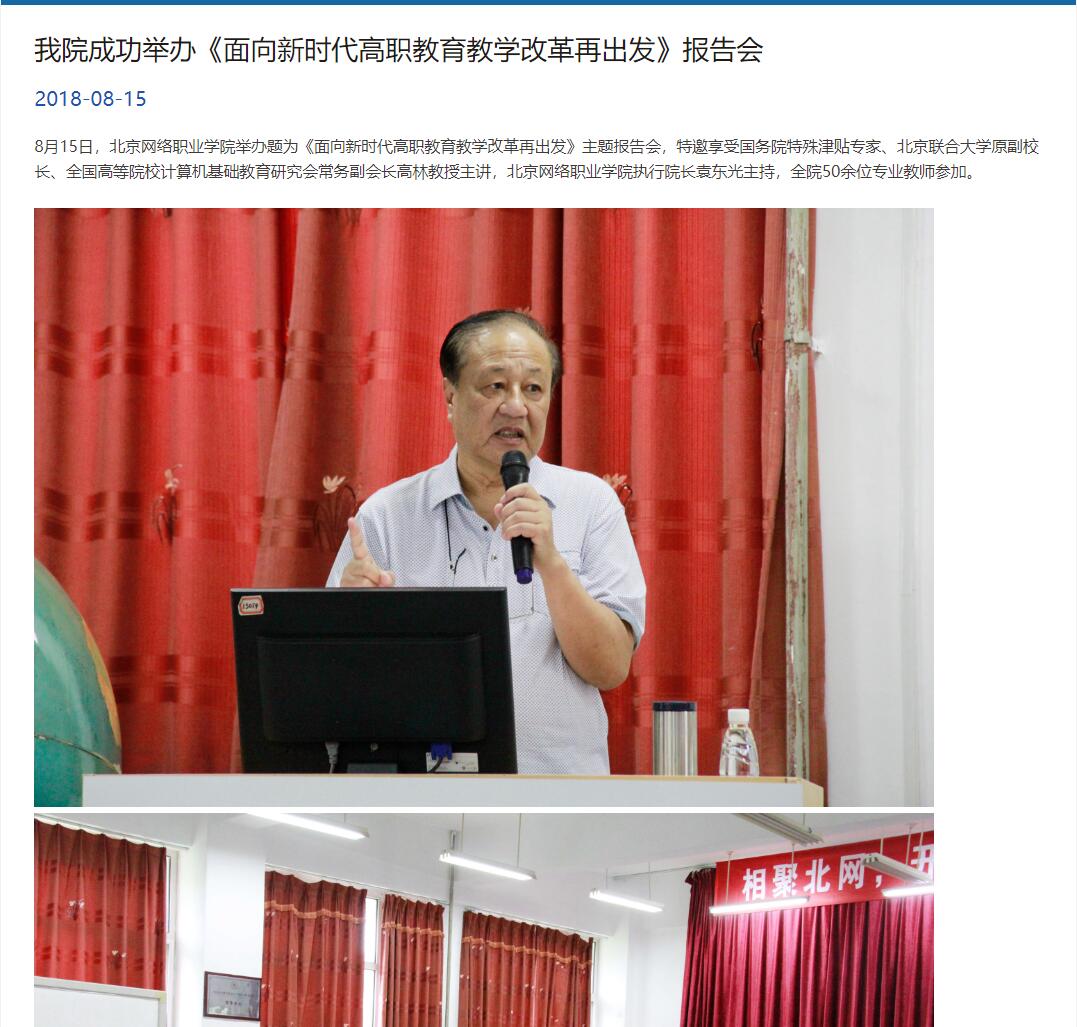 我院成功举办《面向新时代高职教育教学改革再出发》报告会
2018-08-15
8月15日，北京网络职业学院举办题为《面向新时代高职教育教学改革再出发》主题报告会，特邀享受国务院特殊津贴专家、北京联合大学原副校
长、全国高等院校计算机基础教育研究会常务副会长高林教授主讲，北京网络职业学院执行院长袁东光主持，全院50余位专业教师参加。
相聚北网，开